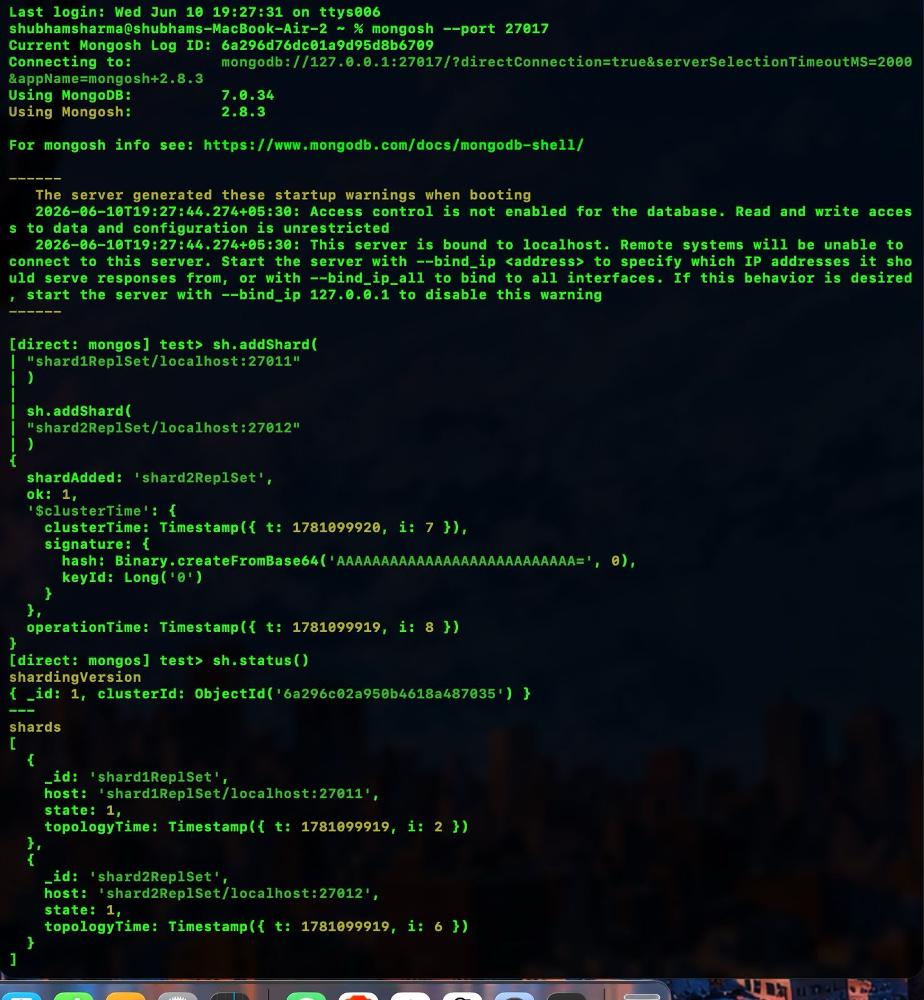 Last login: Wed Jun 10 19:27:31 on ttys006
shubhamsharma@shubhams-MacBook-Air-2 ~ % mongosh --port 27017
Current Mongosh Log ID: 6a296d76dc01a9d95d8b6709
Connecting to:          mongodb://127.0.0.1:27017/?directConnection=true&serverSelectionTimeoutMS=2000
&appName=mongosh+2.8.3
Using MongoDB:          7.0.34
Using Mongosh:          2.8.3

For mongosh info see: https://www.mongodb.com/docs/mongodb-shell/

------
   The server generated these startup warnings when booting
   2026-06-10T19:27:44.274+05:30: Access control is not enabled for the database. Read and write acces
s to data and configuration is unrestricted
   2026-06-10T19:27:44.274+05:30: This server is bound to localhost. Remote systems will be unable to
connect to this server. Start the server with --bind_ip <address> to specify which IP addresses it sho
uld serve responses from, or with --bind_ip_all to bind to all interfaces. If this behavior is desired
, start the server with --bind_ip 127.0.0.1 to disable this warning
------

[direct: mongos] test> sh.addShard(
| "shard1ReplSet/localhost:27011"
| )
|
| sh.addShard(
| "shard2ReplSet/localhost:27012"
| )
{
  shardAdded: 'shard2ReplSet',
  ok: 1,
  '$clusterTime': {
    clusterTime: Timestamp({ t: 1781099920, i: 7 }),
    signature: {
      hash: Binary.createFromBase64('AAAAAAAAAAAAAAAAAAAAAAAAAAA=', 0),
      keyId: Long('0')
    }
  },
  operationTime: Timestamp({ t: 1781099919, i: 8 })
}
[direct: mongos] test> sh.status()
shardingVersion
{ _id: 1, clusterId: ObjectId('6a296c02a950b4618a487035') }
---
shards
[
  {
    _id: 'shard1ReplSet',
    host: 'shard1ReplSet/localhost:27011',
    state: 1,
    topologyTime: Timestamp({ t: 1781099919, i: 2 })
  },
  {
    _id: 'shard2ReplSet',
    host: 'shard2ReplSet/localhost:27012',
    state: 1,
    topologyTime: Timestamp({ t: 1781099919, i: 6 })
  }
]